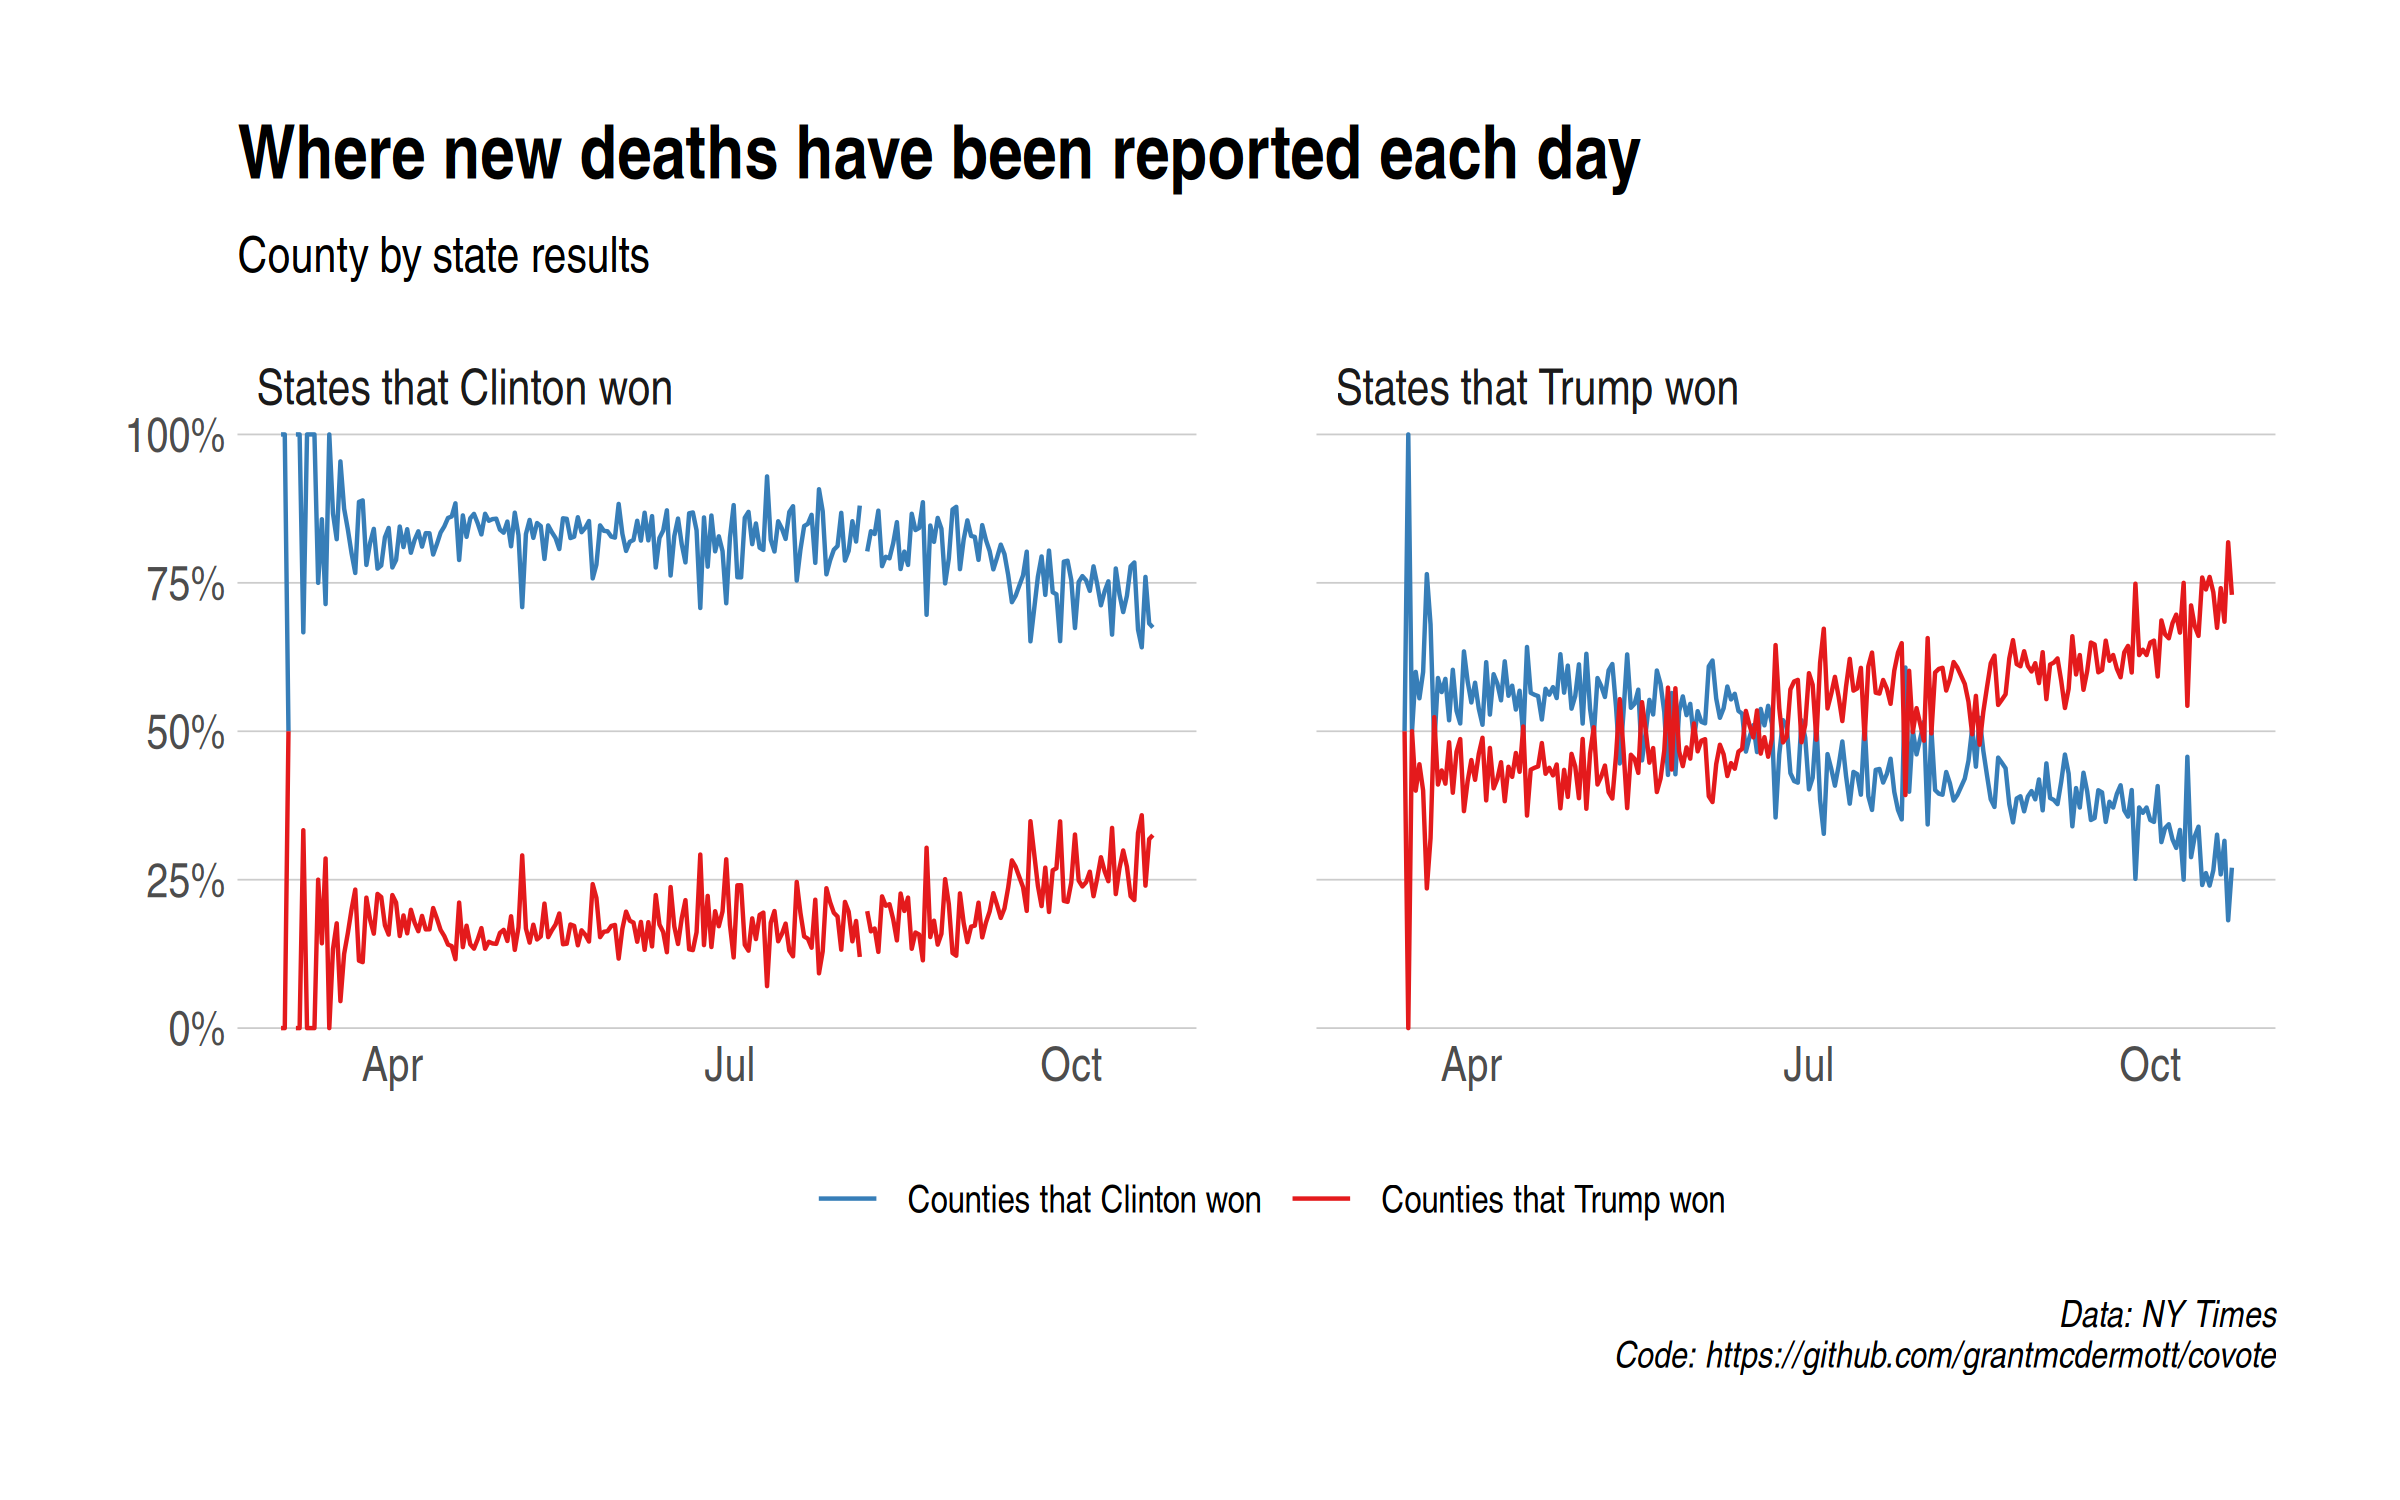 Where new deaths have been reported each day
County by state results
States that Clinton won
States that Trump won
100%
75%
50%
25%
0%
Apr
Jul
Oct
Apr
Jul
Oct
Counties that Clinton won
Counties that Trump won
Data: NY Times
Code: https://github.com/grantmcdermott/covote